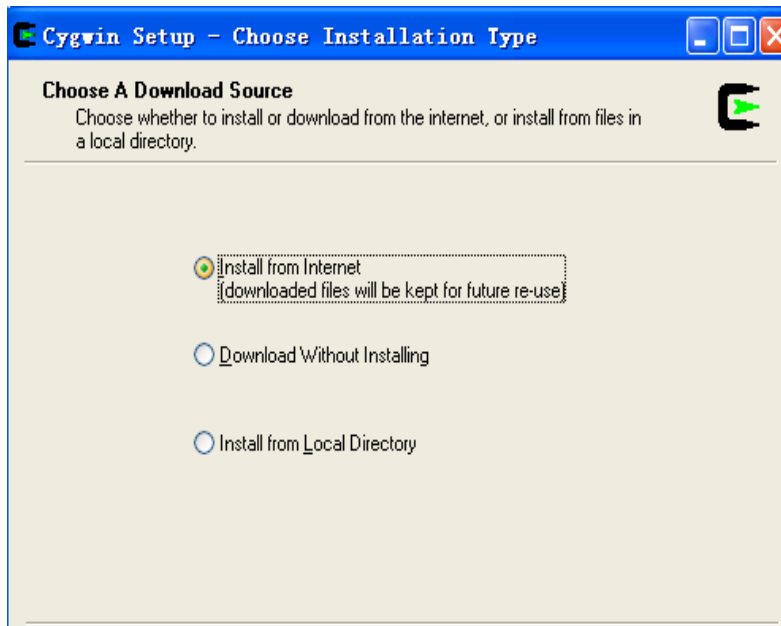 Cygwin Setup - Choose Installation Type
Choose A Download Source
Choose whether to install or download from the internet, or install from files in
a local directory.
Install from Internet
(downloaded files will be kept for future re-use)
Download Without Installing
Install from Local Directory